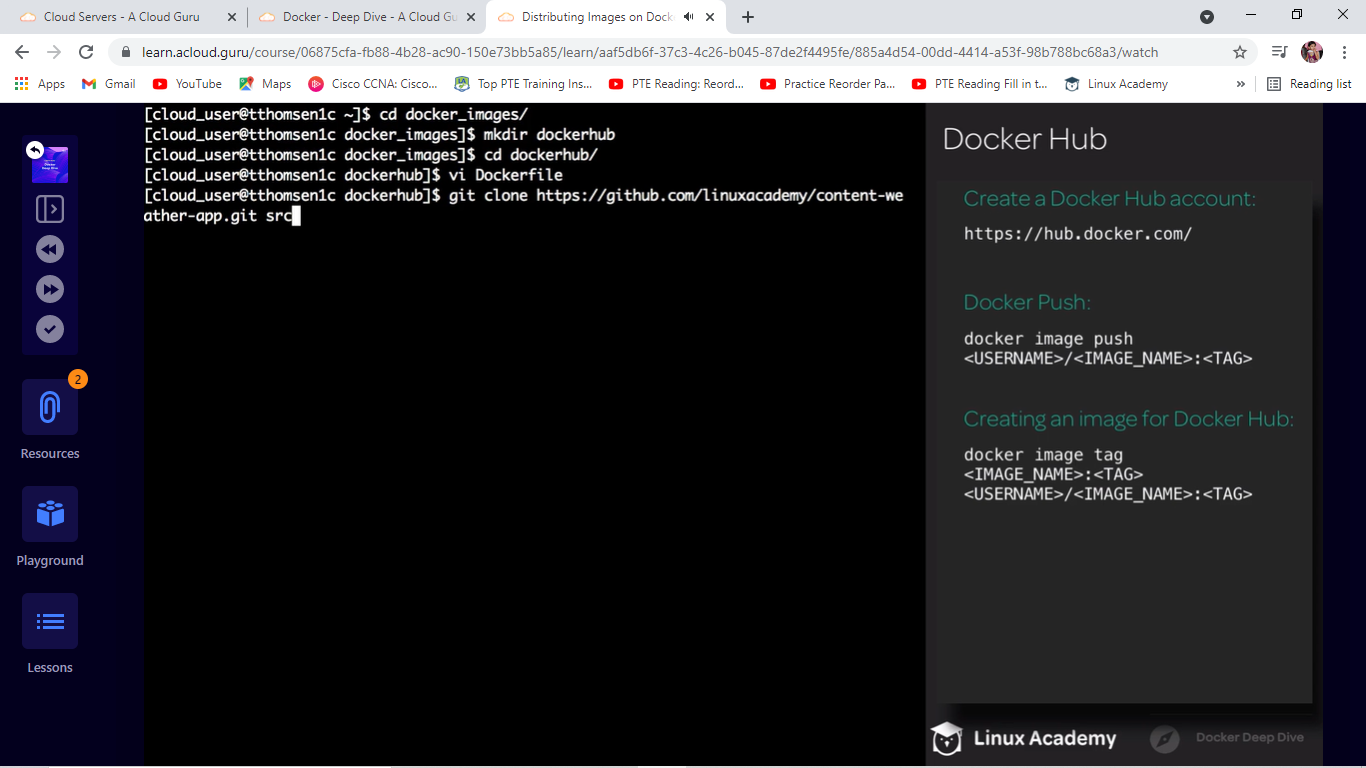 Cloud Servers - A Cloud Guru
Docker - Deep Dive - A Cloud Gu
Distributing Images on Dock
learn.acloud.guru/course/06875cfa-fb88-4b28-ac90-150e73bb5a85/learn/aaf5db6f-37c3-4c26-b045-87de2f4495fe/885a4d54-00dd-4414-a53f-98b788bc68a3/watch
Apps
Gmail
YouTube
Maps
Cisco CCNA: Cisco...
Top PTE Training Ins...
PTE Reading: Reord...
Practice Reorder Pa...
PTE Reading Fill in t...
Linux Academy
»
Reading list
[cloud_user@tthomsen1c ~]$ cd docker_images/
[cloud_user@tthomsen1c docker_images]$ mkdir dockerhub
[cloud_user@tthomsen1c docker_images]$ cd dockerhub/
[cloud_user@tthomsen1c dockerhub]$ vi Dockerfile
[cloud_user@tthomsen1c dockerhub]$ git clone https://github.com/linuxacademy/content-we
ather-app.git src
2
Resources
Playground
Lessons
Docker Hub
Create a Docker Hub account:
https://hub.docker.com/
Docker Push:
docker image push
<USERNAME>/<IMAGE_NAME>:<TAG>
Creating an image for Docker Hub:
docker image tag
<IMAGE_NAME>:<TAG>
<USERNAME>/<IMAGE_NAME>:<TAG>
Linux Academy
Docker Deep Dive